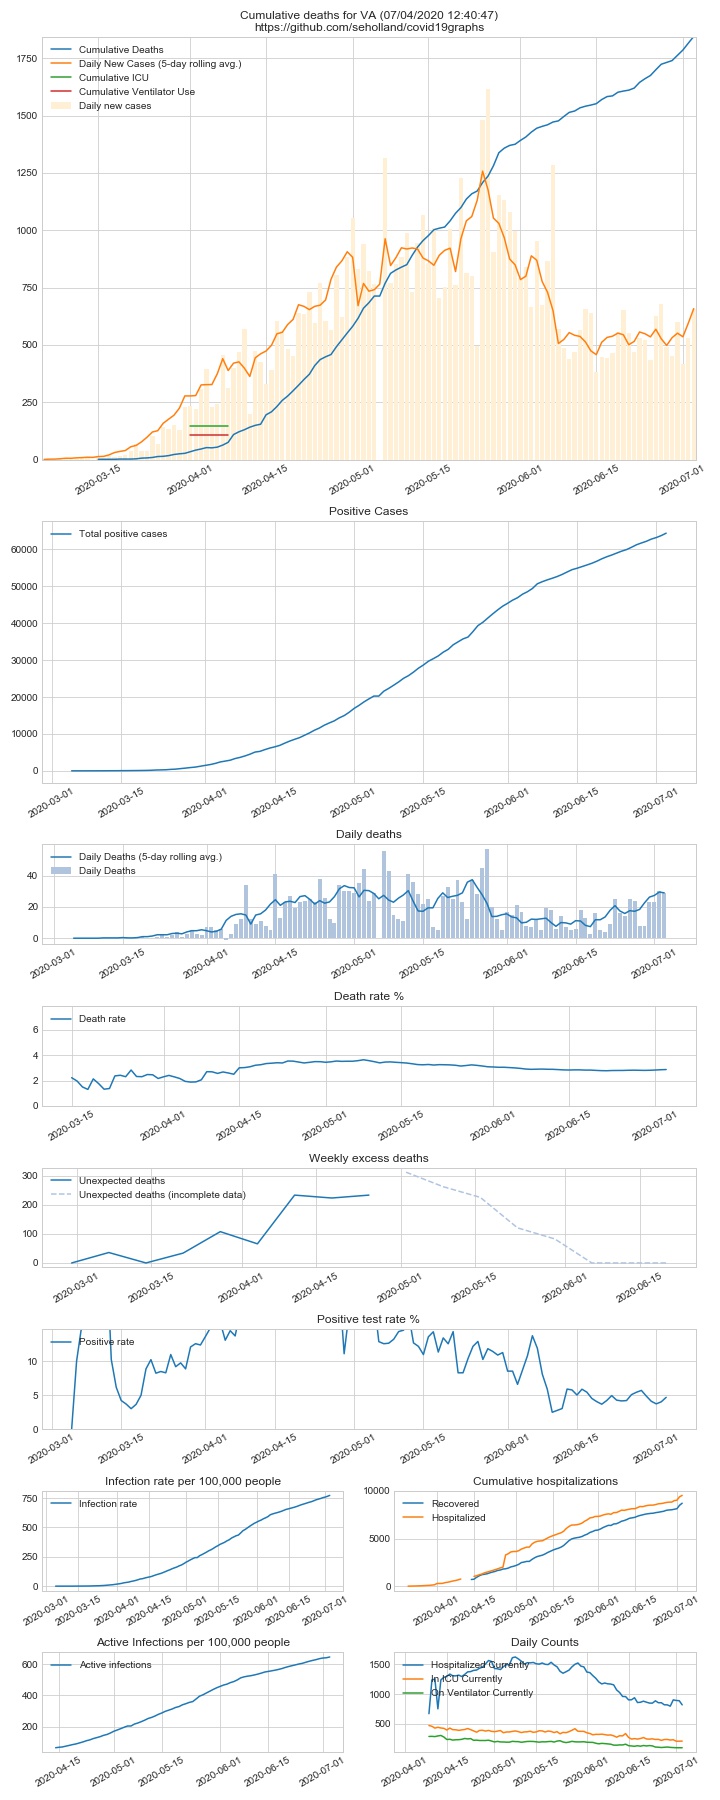 Cumulative deaths for VA (07/04/2020 12:40:47)
https://github.com/seholland/covid19graphs
Cumulative Deaths
Daily New Cases (5-day rolling avg.)
Cumulative ICU
Cumulative Ventilator Use
Daily new cases
1750
1500
1250
1000
750
500
250
0
2020-03-15 2020-04-01 2020-04-15 2020-05-01 2020-05-15 2020-06-01 2020-06-15 2020-07-01
Positive Cases
Total positive cases
60000
50000
40000
30000
20000
10000
0
2020-03-01 2020-03-15 2020-04-01 2020-04-15 2020-05-01 2020-05-15 2020-06-01 2020-06-15 2020-07-01
Daily deaths
Daily Deaths (5-day rolling avg.)
Daily Deaths
40
20
0
2020-03-01 2020-03-15 2020-04-01 2020-04-15 2020-05-01 2020-05-15 2020-06-01 2020-06-15 2020-07-01
Death rate %
Death rate
6
4
2
0
2020-03-15 2020-04-01 2020-04-15 2020-05-01 2020-05-15 2020-06-01 2020-06-15 2020-07-01
Weekly excess deaths
Unexpected deaths
Unexpected deaths (incomplete data)
300
200
100
0
2020-03-01 2020-03-15 2020-04-01 2020-04-15 2020-05-01 2020-05-15 2020-06-01 2020-06-15
Positive test rate %
Positive rate
10
5
0
2020-03-01 2020-03-15 2020-04-01 2020-04-15 2020-05-01 2020-05-15 2020-06-01 2020-06-15 2020-07-01
Infection rate per 100,000 people
Infection rate
750
500
250
0
2020-03-01 2020-03-15 2020-04-01 2020-04-15 2020-05-01 2020-05-15 2020-06-01 2020-06-15 2020-07-01
Cumulative hospitalizations
Recovered
Hospitalized
10000
5000
0
2020-04-01 2020-04-15 2020-05-01 2020-05-15 2020-06-01 2020-06-15 2020-07-01
Active Infections per 100,000 people
Active infections
600
400
200
2020-04-15 2020-05-01 2020-05-15 2020-06-01 2020-06-15 2020-07-01
Daily Counts
Hospitalized Currently
In ICU Currently
On Ventilator Currently
1500
1000
500
2020-04-01 2020-04-15 2020-05-01 2020-05-15 2020-06-01 2020-06-15 2020-07-01